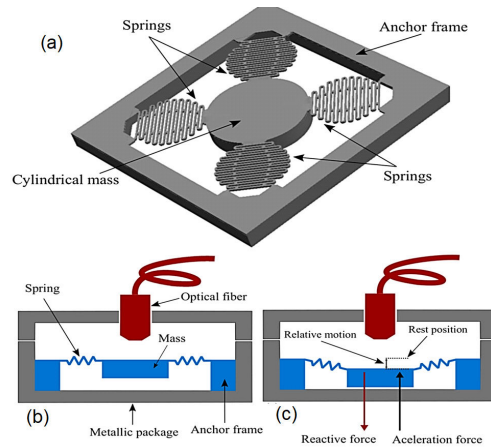 (a)
Springs
Anchor frame
Cylindrical mass
Springs
Spring
Optical fiber
Mass
(b)
Anchor frame
Metallic package
Relative motion
Rest position
(c)
Reactive force
Aceleration force